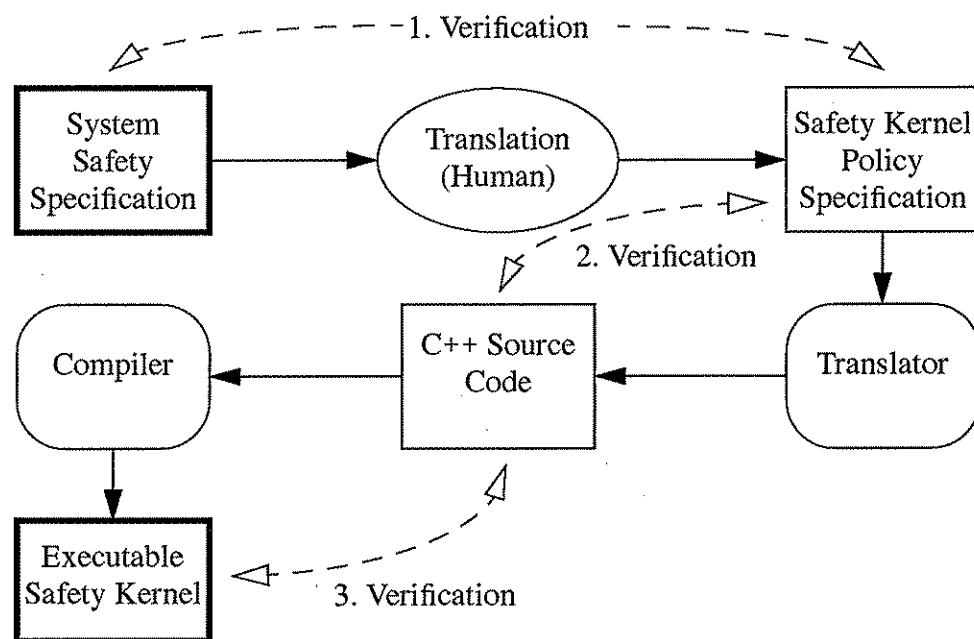 1. Verification
System
Safety
Specification
Translation
(Human)
Safety Kernel
Policy
Specification
2. Verification
Compiler
C++ Source
Code
Translator
Executable
Safety Kernel
3. Verification